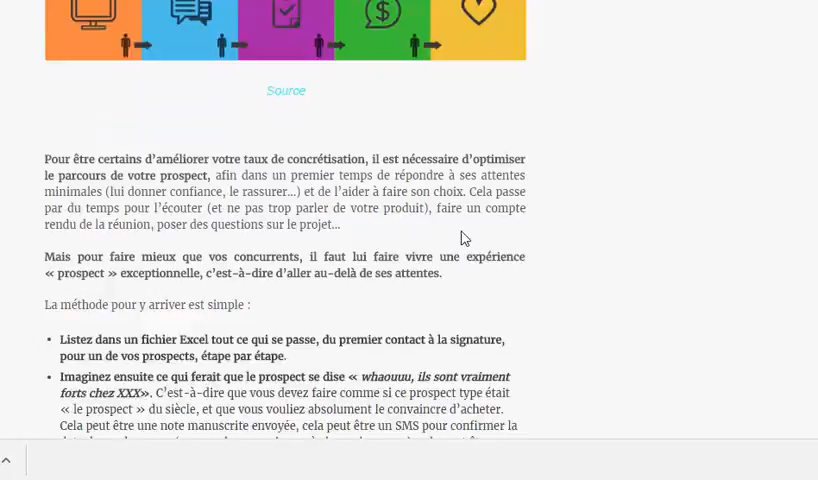 Source
Pour être certains d’améliorer votre taux de concrétisation, il est nécessaire d’optimiser
le parcours de votre prospect, afin dans un premier temps de répondre à ses attentes
minimales (lui donner confiance, le rassurer…) et de l’aider à faire son choix. Cela passe
par du temps pour l’écouter (et ne pas trop parler de votre produit), faire un compte
rendu de la réunion, poser des questions sur le projet…
Mais pour faire mieux que vos concurrents, il faut lui faire vivre une expérience
« prospect » exceptionnelle, c’est-à-dire d’aller au-delà de ses attentes.
La méthode pour y arriver est simple :
▪ Listez dans un fichier Excel tout ce qui se passe, du premier contact à la signature,
pour un de vos prospects, étape par étape.
▪ Imaginez ensuite ce qui ferait que le prospect se dise « whaouuu, ils sont vraiment
forts chez XXX». C’est-à-dire que vous devez faire comme si ce prospect type était
« le prospect » du siècle, et que vous vouliez absolument le convaincre d’acheter.
Cela peut être une note manuscrite envoyée, cela peut être un SMS pour confirmer la